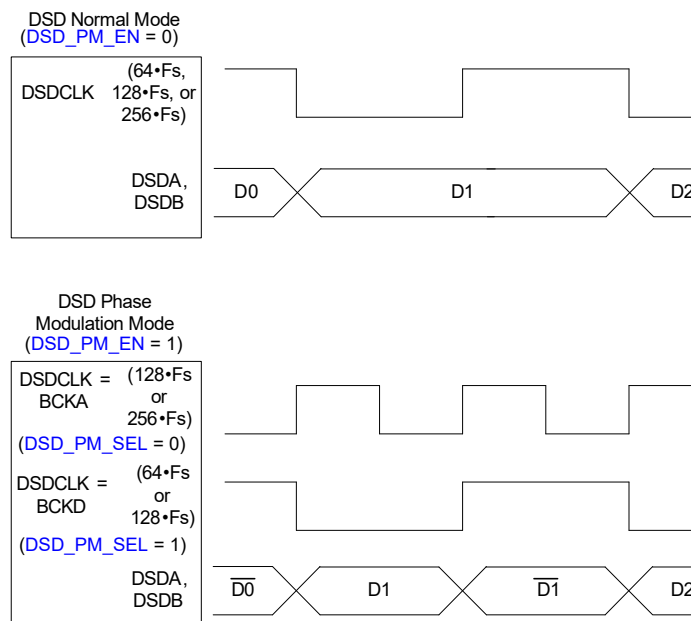 DSD Normal Mode
(DSD_PM_EN = 0)
DSDCLK (64•Fs, 128•Fs, or 256•Fs)
DSDA, DSDB
D0 D1 D2
DSD Phase
Modulation Mode
(DSD_PM_EN = 1)
DSDCLK = BCKA (128•Fs or 256•Fs)
(DSD_PM_SEL = 0)
DSDCLK = BCKD (64•Fs or 128•Fs)
(DSD_PM_SEL = 1)
DSDA, DSDB
D̅0̅ D1 D̅1̅ D2